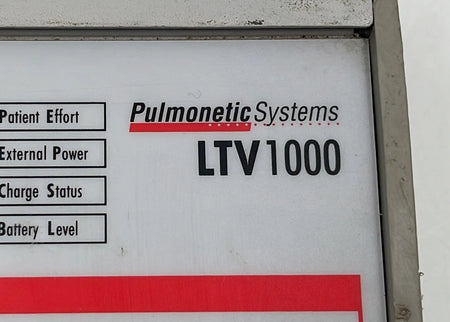 Patient Effort
Pulmonetic Systems
External Power
LTV1000
Charge Status
Battery Level